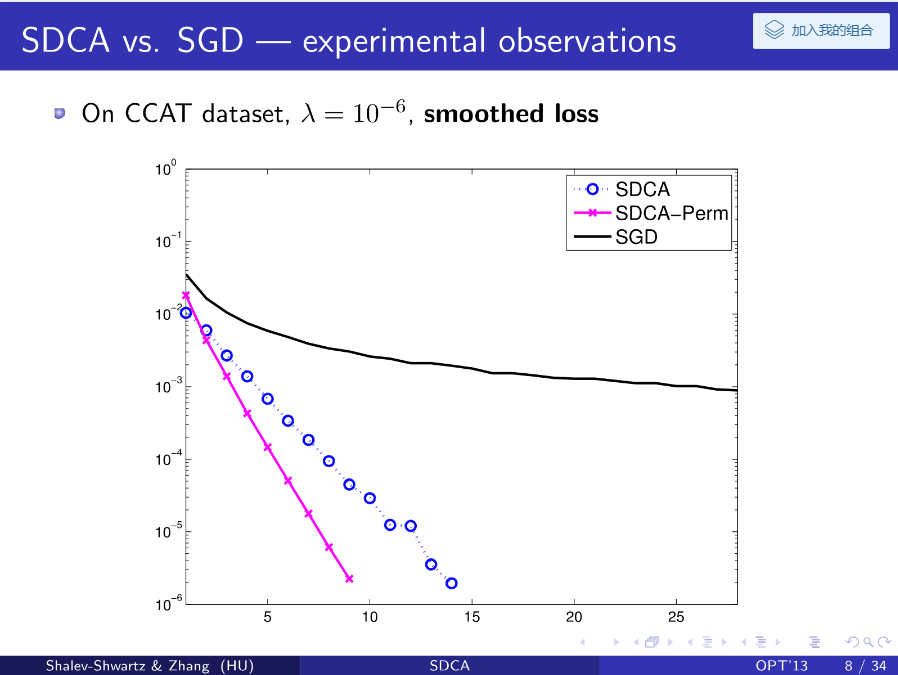 SDCA vs. SGD — experimental observations
加入我的组合
On CCAT dataset, λ = 10⁻⁶, smoothed loss
10⁰
10⁻¹
10⁻²
10⁻³
10⁻⁴
10⁻⁵
10⁻⁶
SDCA
SDCA−Perm
SGD
5 10 15 20 25
Shalev-Shwartz & Zhang (HU) SDCA OPT'13 8 / 34